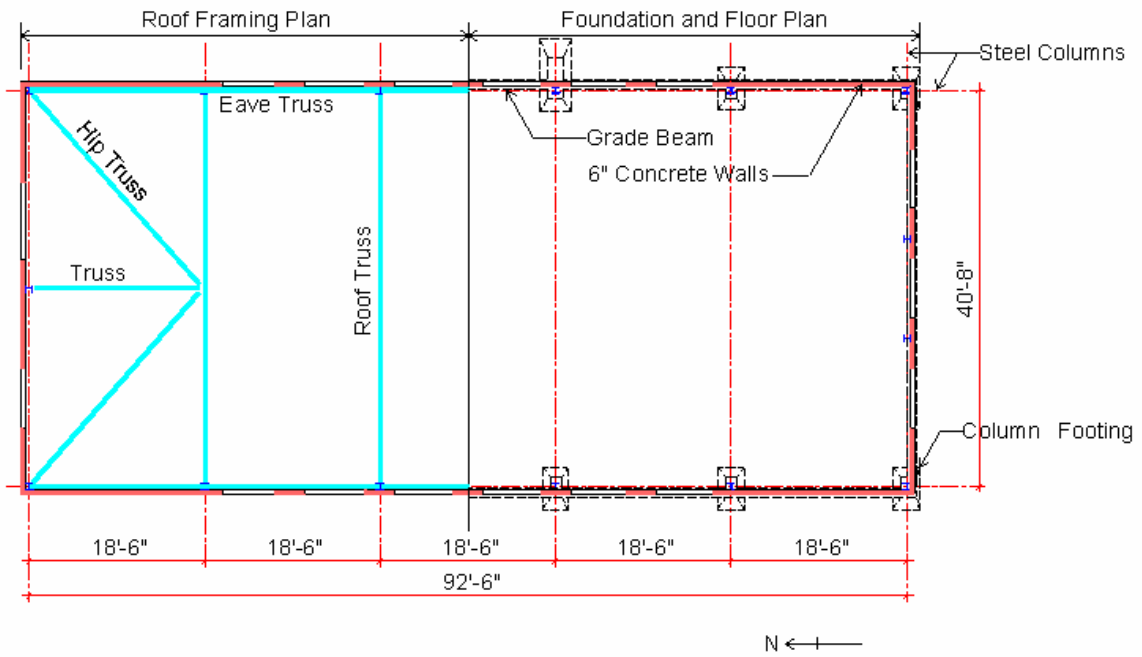 Roof Framing Plan
Foundation and Floor Plan
Steel Columns
Eave Truss
Grade Beam
6" Concrete Walls
Hip Truss
Truss
Roof Truss
40'-8"
Column Footing
18'-6"
18'-6"
18'-6"
18'-6"
18'-6"
92'-6"
N